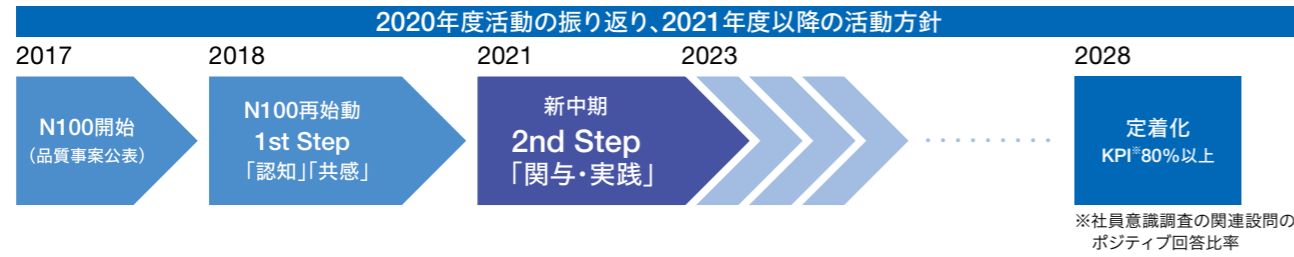 2020年度活動の振り返り、2021年度以降の活動方針
2017
2018
2021
2023
2028
N100開始
（品質事案公表）
N100再始動
1st Step
「認知」「共感」
新中期
2nd Step
「関与・実践」
定着化
KPI※80%以上
※社員意識調査の関連設問の
ポジティブ回答比率